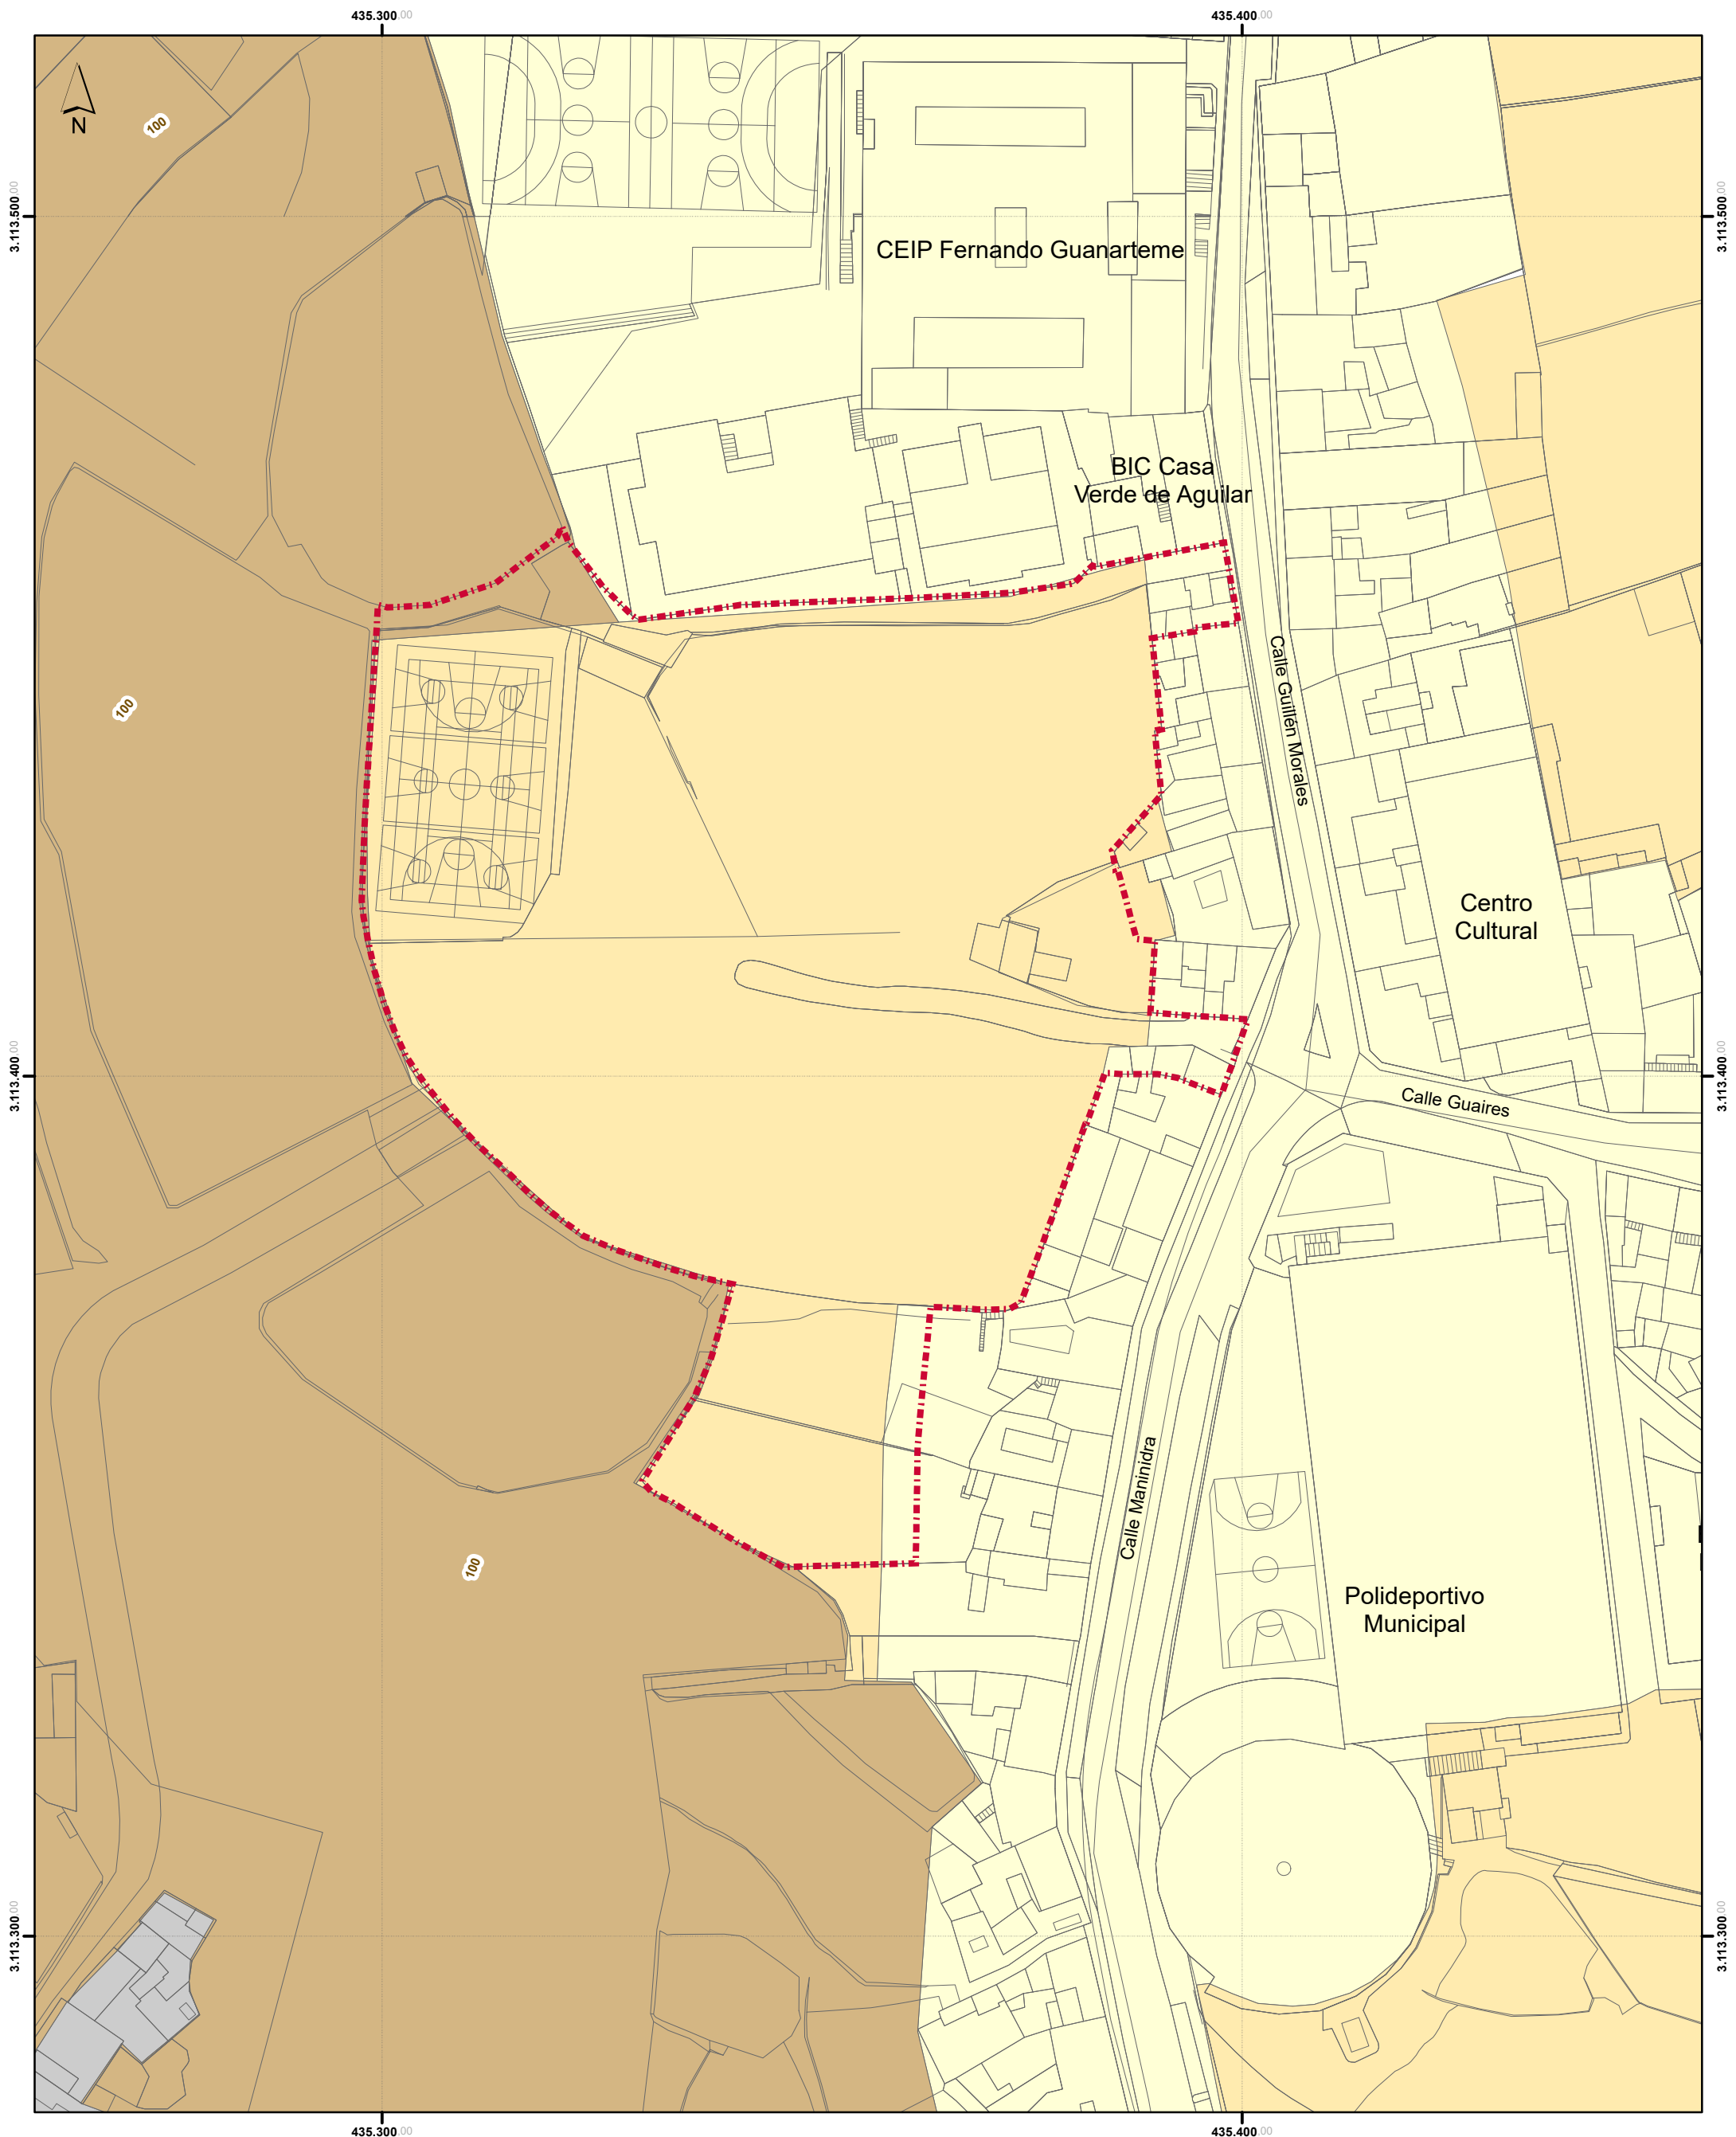 435.300.00
435.400.00
N
100
3.113.500.00
3.113.500.00
CEIP Fernando Guanarteme
BIC Casa
Verde de Aguilar
100
Calle Guillén Morales
Centro
Cultural
3.113.400.00
3.113.400.00
Calle Guaires
Calle Maninidra
100
Polideportivo
Municipal
3.113.300.00
3.113.300.00
435.300.00
435.400.00